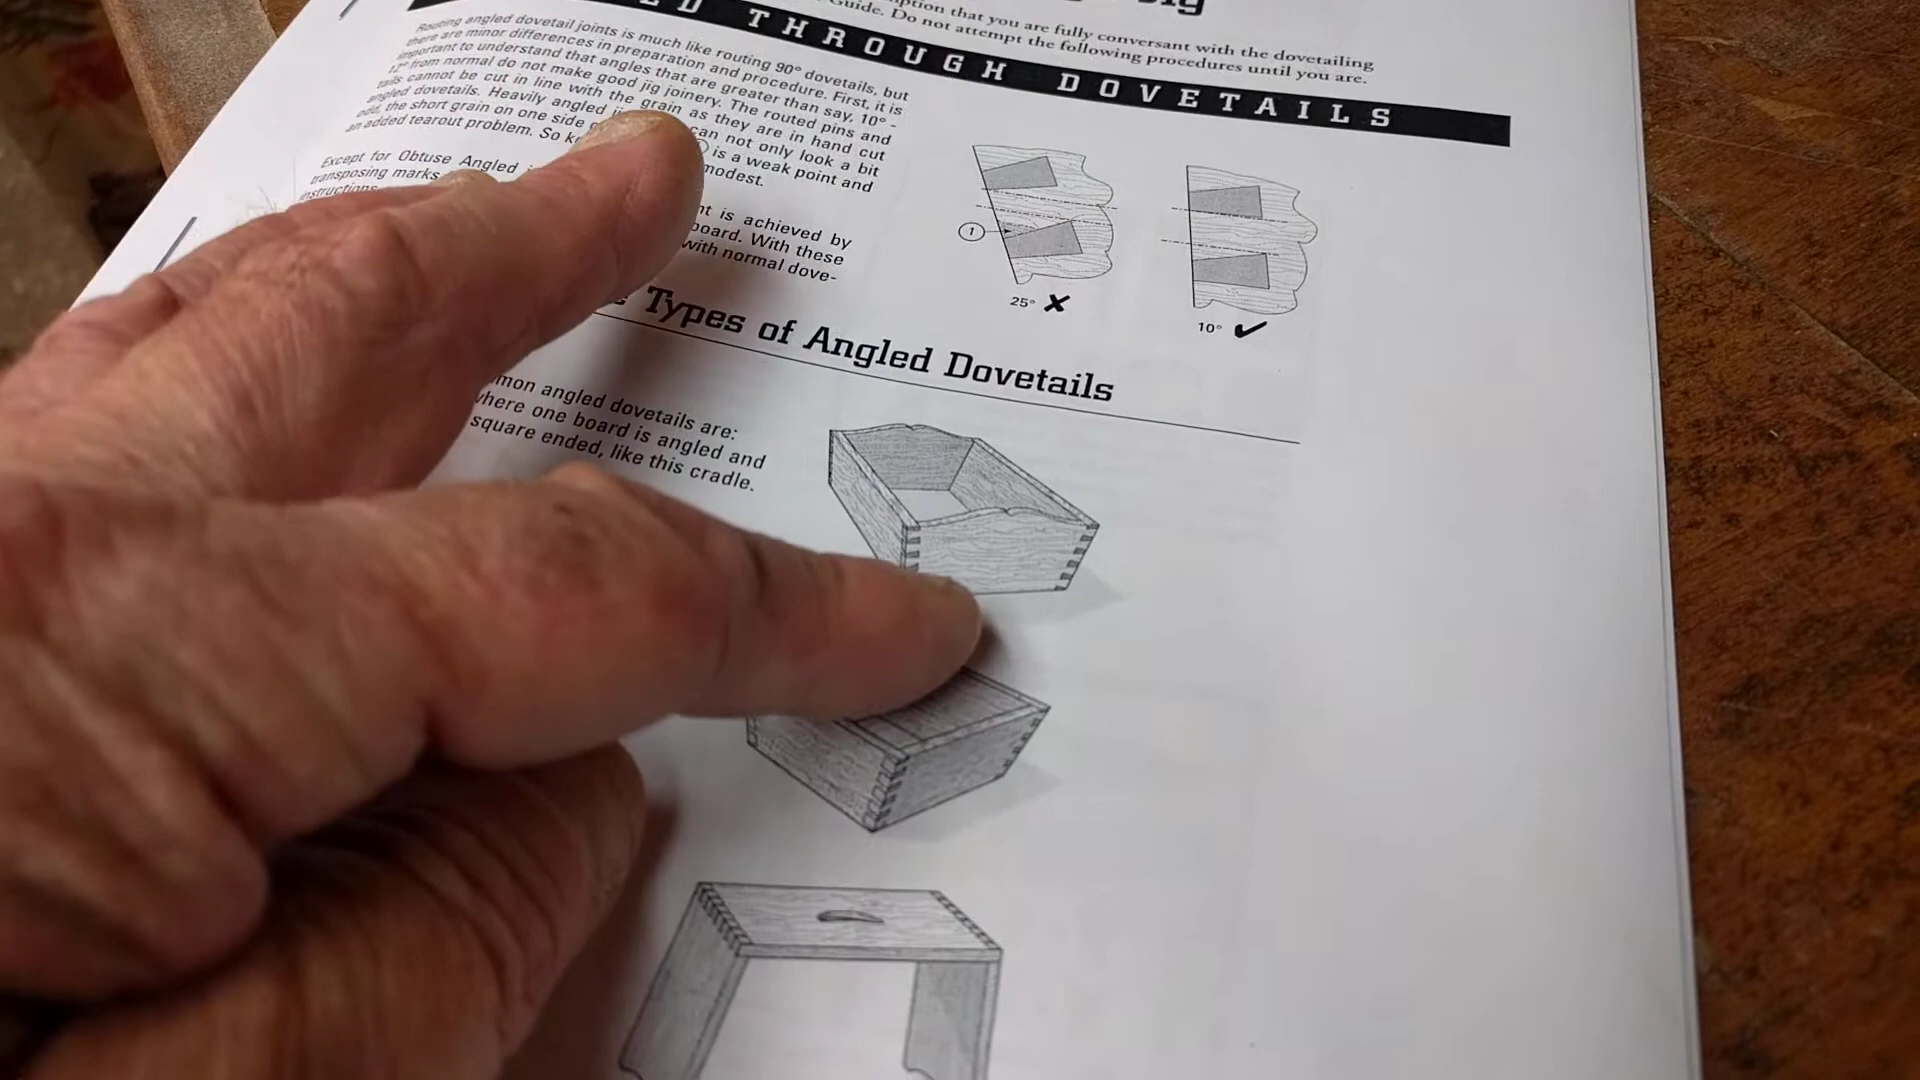 ption that you are fully conversant with the dovetailing
Guide. Do not attempt the following procedures until you are.
ED THROUGH DOVETAILS
Routing angled dovetail joints is much like routing 90° dovetails, but
there are minor differences in preparation and procedure. First, it is
important to understand that angles that are greater than say, 10° -
12° from normal do not make good jig joinery. The routed pins and
tails cannot be cut in line with the grain as they are in hand cut
angled dovetails. Heavily angled can not only look a bit
odd, the short grain on one side is a weak point and
an added tearout problem. So modest.
Except for Obtuse Angled
transposing marks
instructions
nt is achieved by
board. With these
with normal dove-
1
25° ✗
10° ✓
Types of Angled Dovetails
mon angled dovetails are:
where one board is angled and
square ended, like this cradle.